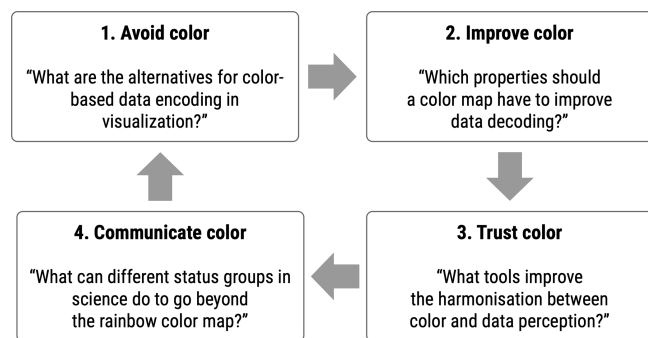 1. Avoid color
“What are the alternatives for color-
based data encoding in
visualization?”
2. Improve color
“Which properties should
a color map have to improve
data decoding?”
3. Trust color
“What tools improve
the harmonisation between
color and data perception?”
4. Communicate color
“What can different status groups in
science do to go beyond
the rainbow color map?”